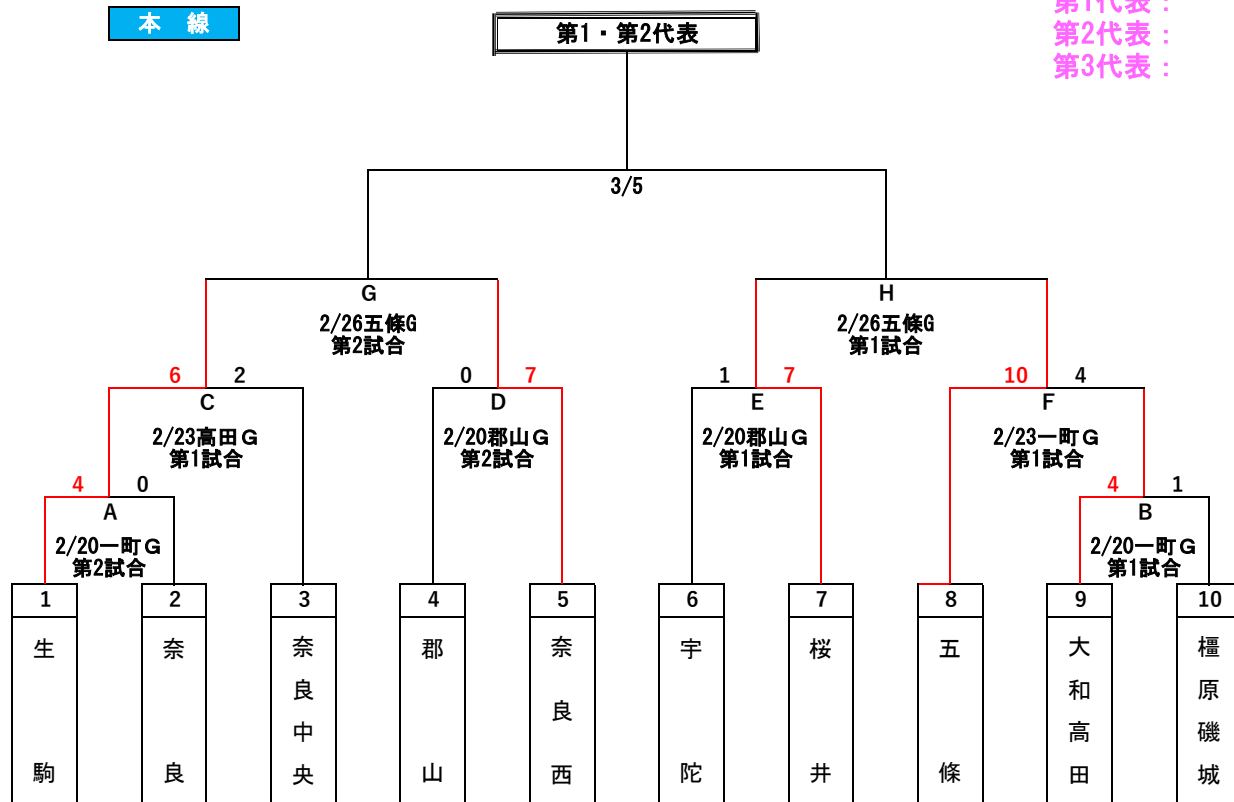 本 線
第1・第2代表
第1代表：
第2代表：
第3代表：
3/5
G
2/26五條G
第2試合
H
2/26五條G
第1試合
6 2
0 7
1 7
10 4
C
2/23高田Ｇ
第1試合
D
2/20郡山Ｇ
第2試合
E
2/20郡山Ｇ
第1試合
F
2/23一町Ｇ
第1試合
4 0
4 1
A
2/20一町Ｇ
第2試合
B
2/20一町Ｇ
第1試合
1
生駒
2
奈良
3
奈良中央
4
郡山
5
奈良西
6
宇陀
7
桜井
8
五條
9
大和高田
10
橿原磯城